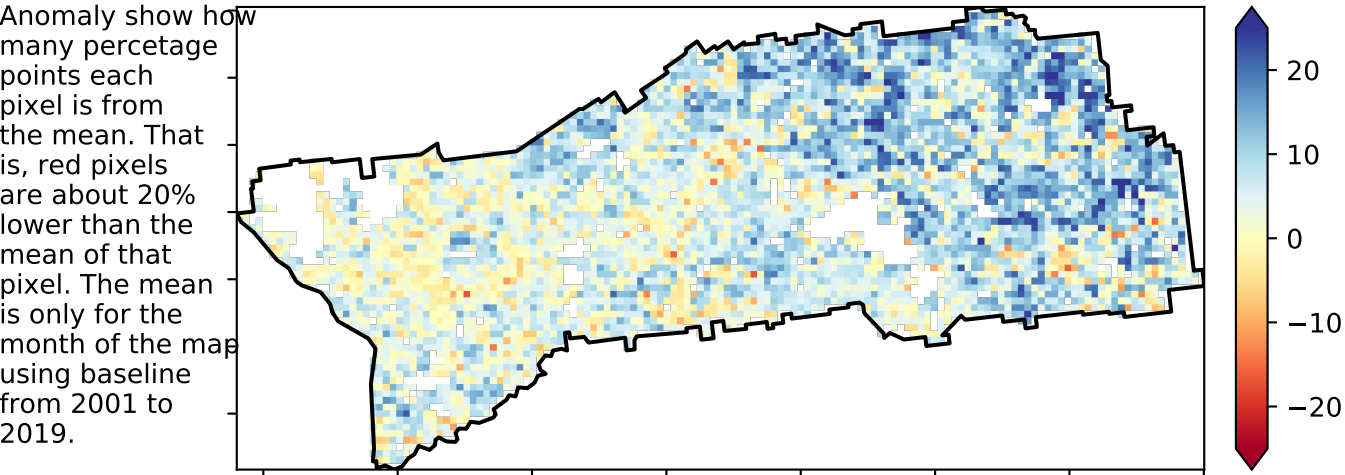 Anomaly show how
many percetage
points each
pixel is from
the mean. That
is, red pixels
are about 20%
lower than the
mean of that
pixel. The mean
is only for the
month of the map
using baseline
from 2001 to
2019.
20
10
0
−10
−20